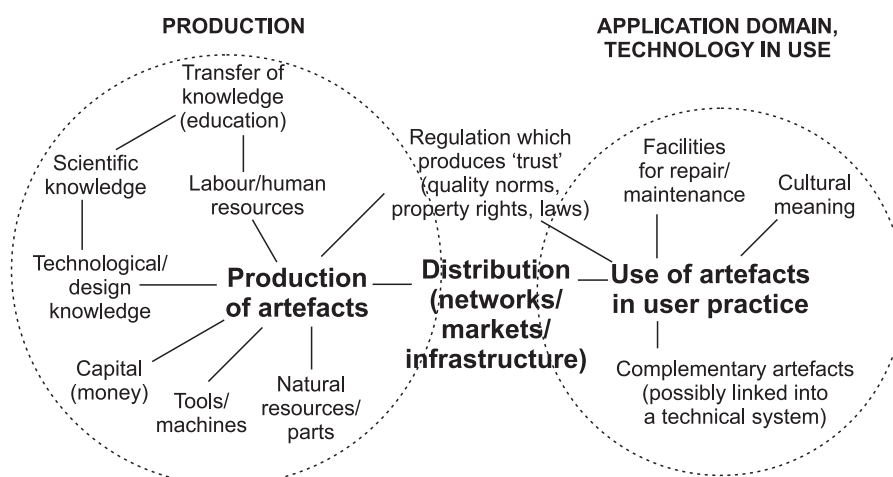 PRODUCTION
APPLICATION DOMAIN,
TECHNOLOGY IN USE
Transfer of
knowledge
(education)
Scientific
knowledge
Labour/human
resources
Technological/
design
knowledge
Production
of artefacts
Capital
(money)
Tools/
machines
Natural
resources/
parts
Regulation which
produces ‘trust’
(quality norms,
property rights, laws)
Distribution
(networks/
markets/
infrastructure)
Facilities
for repair/
maintenance
Cultural
meaning
Use of artefacts
in user practice
Complementary artefacts
(possibly linked into
a technical system)